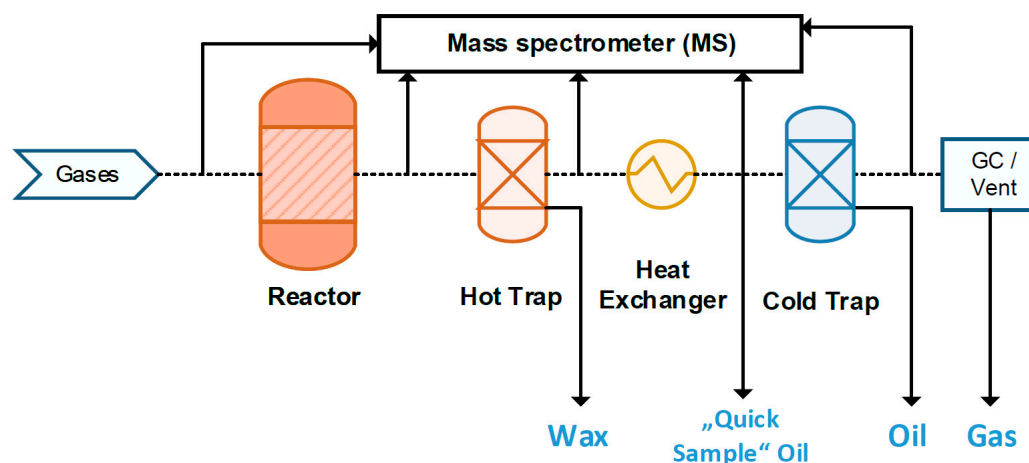 Mass spectrometer (MS)
Gases
GC /
Vent
Reactor
Hot Trap
Heat
Exchanger
Cold Trap
Wax
„Quick
Sample“ Oil
Oil
Gas